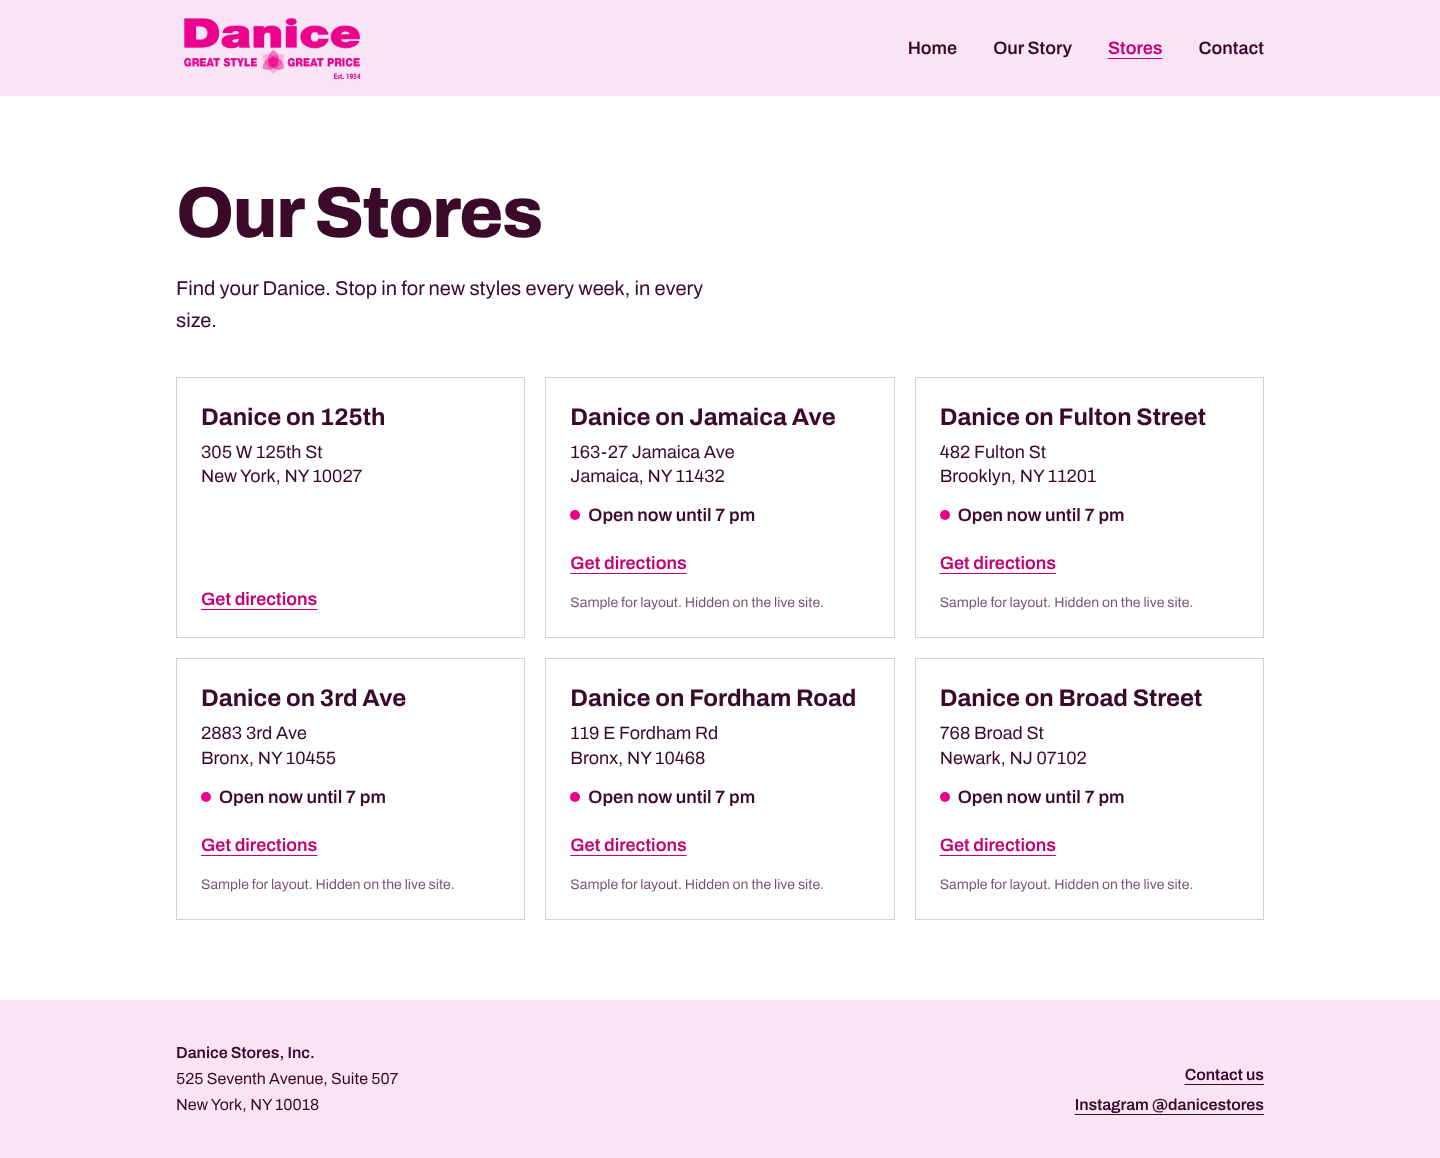 Danice
GREAT STYLE GREAT PRICE
Est. 1934
Home Our Story Stores Contact
Our Stores
Find your Danice. Stop in for new styles every week, in every
size.
Danice on 125th
305 W 125th St
New York, NY 10027
Get directions
Danice on Jamaica Ave
163-27 Jamaica Ave
Jamaica, NY 11432
Open now until 7 pm
Get directions
Sample for layout. Hidden on the live site.
Danice on Fulton Street
482 Fulton St
Brooklyn, NY 11201
Open now until 7 pm
Get directions
Sample for layout. Hidden on the live site.
Danice on 3rd Ave
2883 3rd Ave
Bronx, NY 10455
Open now until 7 pm
Get directions
Sample for layout. Hidden on the live site.
Danice on Fordham Road
119 E Fordham Rd
Bronx, NY 10468
Open now until 7 pm
Get directions
Sample for layout. Hidden on the live site.
Danice on Broad Street
768 Broad St
Newark, NJ 07102
Open now until 7 pm
Get directions
Sample for layout. Hidden on the live site.
Danice Stores, Inc.
525 Seventh Avenue, Suite 507
New York, NY 10018
Contact us
Instagram @danicestores